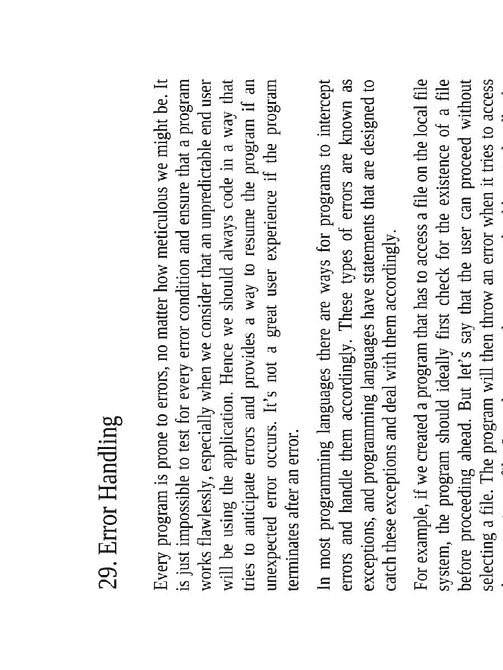 29. Error Handling
Every program is prone to errors, no matter how meticulous we might be. It
is just impossible to test for every error condition and ensure that a program
works flawlessly, especially when we consider that an unpredictable end user
will be using the application. Hence we should always code in a way that
tries to anticipate errors and provides a way to resume the program if an
unexpected error occurs. It's not a great user experience if the program
terminates after an error.
In most programming languages there are ways for programs to intercept
errors and handle them accordingly. These types of errors are known as
exceptions, and programming languages have statements that are designed to
catch these exceptions and deal with them accordingly.
For example, if we created a program that has to access a file on the local file
system, the program should ideally first check for the existence of a file
before proceeding ahead. But let's say that the user can proceed without
selecting a file. The program will then throw an error when it tries to access